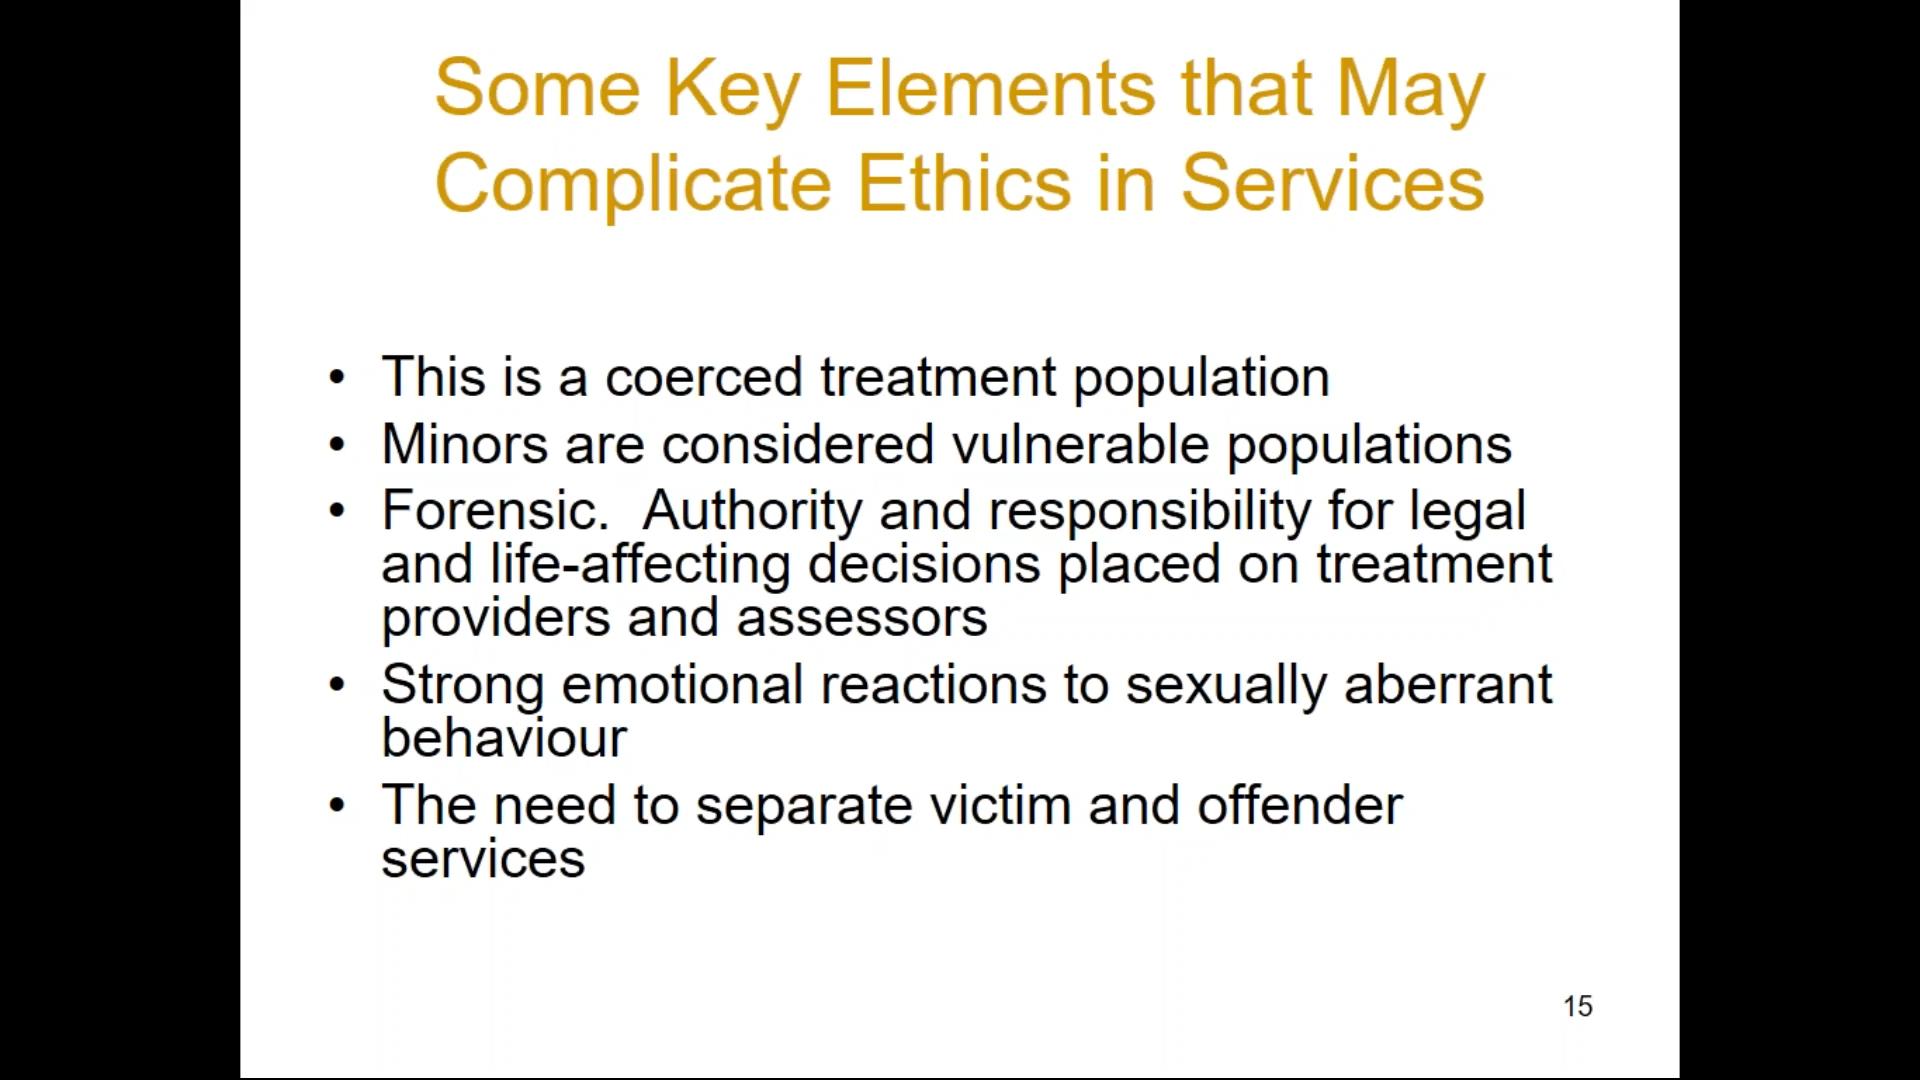 Some Key Elements that May
Complicate Ethics in Services
• This is a coerced treatment population
• Minors are considered vulnerable populations
• Forensic.  Authority and responsibility for legal
and life-affecting decisions placed on treatment
providers and assessors
• Strong emotional reactions to sexually aberrant
behaviour
• The need to separate victim and offender
services
15